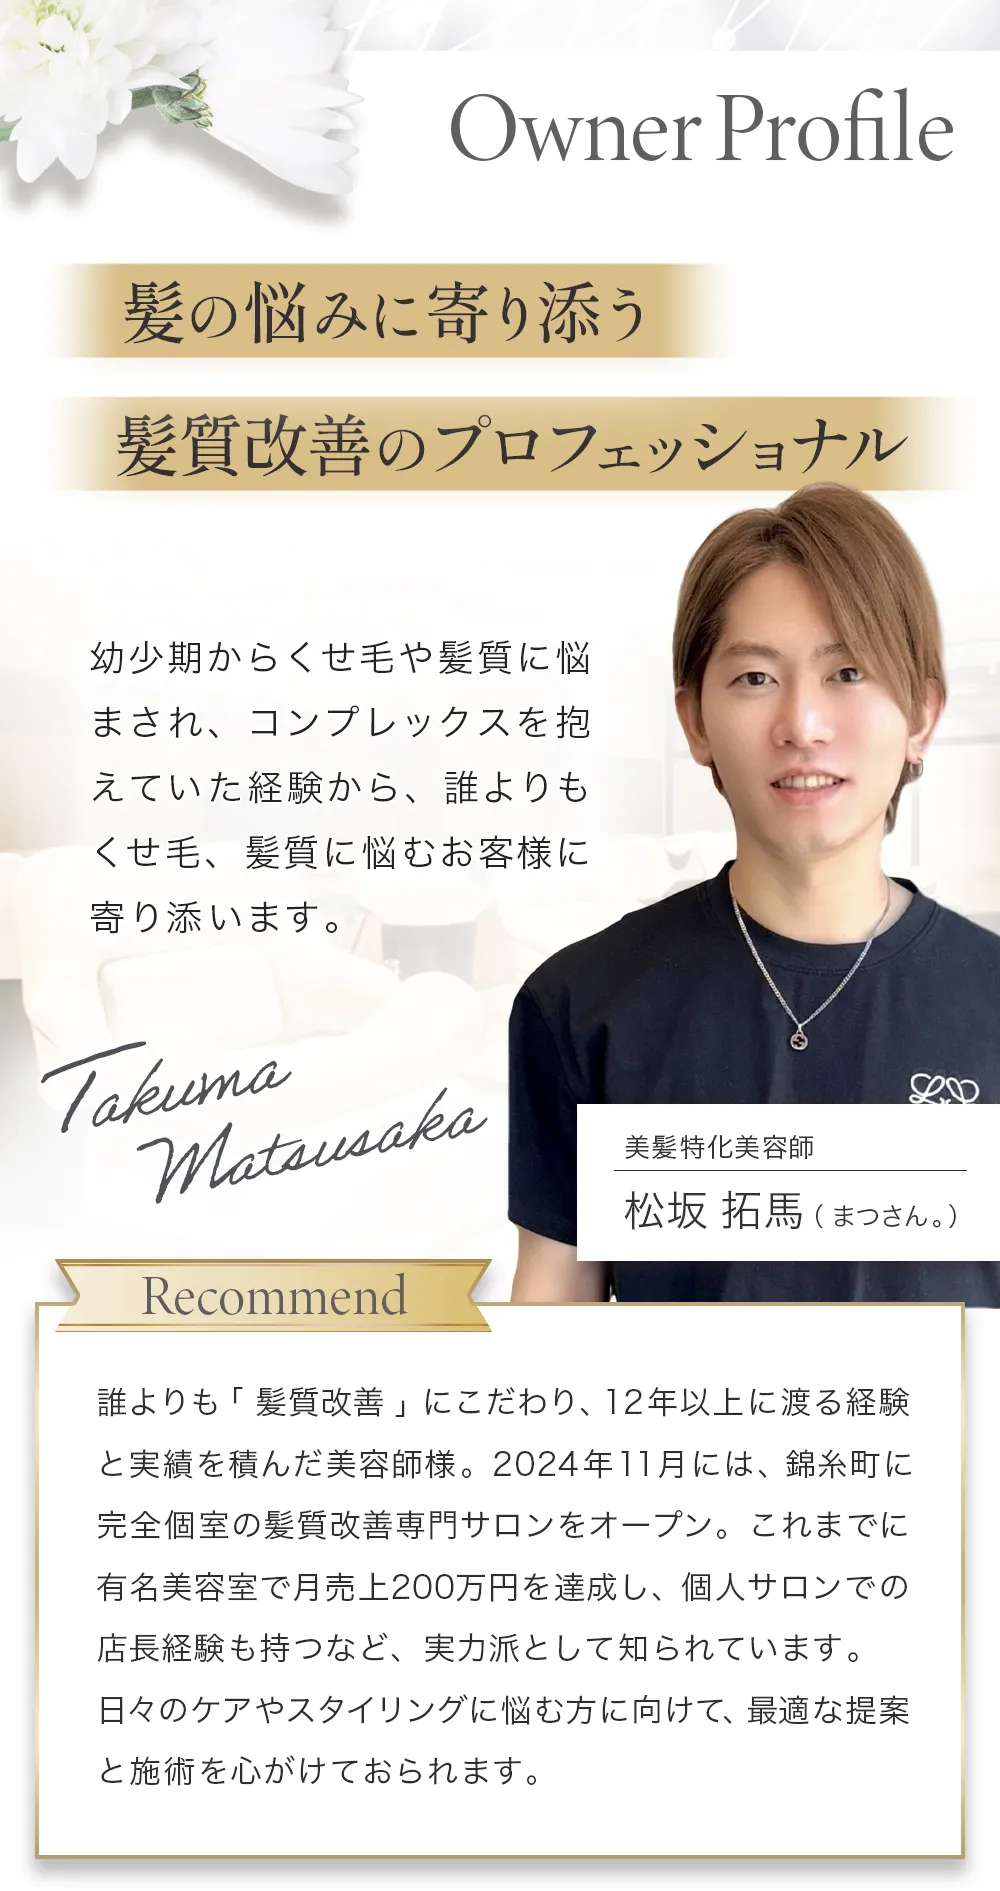 Owner Profile
髪の悩みに寄り添う
髪質改善のプロフェッショナル
幼少期からくせ毛や髪質に悩
まされ、コンプレックスを抱
えていた経験から、誰よりも
くせ毛、髪質に悩むお客様に
寄り添います。
Takuma
Matsusaka
美髪特化美容師
松坂 拓馬（まつさん。）
Recommend
誰よりも「髪質改善」にこだわり、12年以上に渡る経験
と実績を積んだ美容師様。2024年11月には、錦糸町に
完全個室の髪質改善専門サロンをオープン。これまでに
有名美容室で月売上200万円を達成し、個人サロンでの
店長経験も持つなど、実力派として知られています。
日々のケアやスタイリングに悩む方に向けて、最適な提案
と施術を心がけておられます。